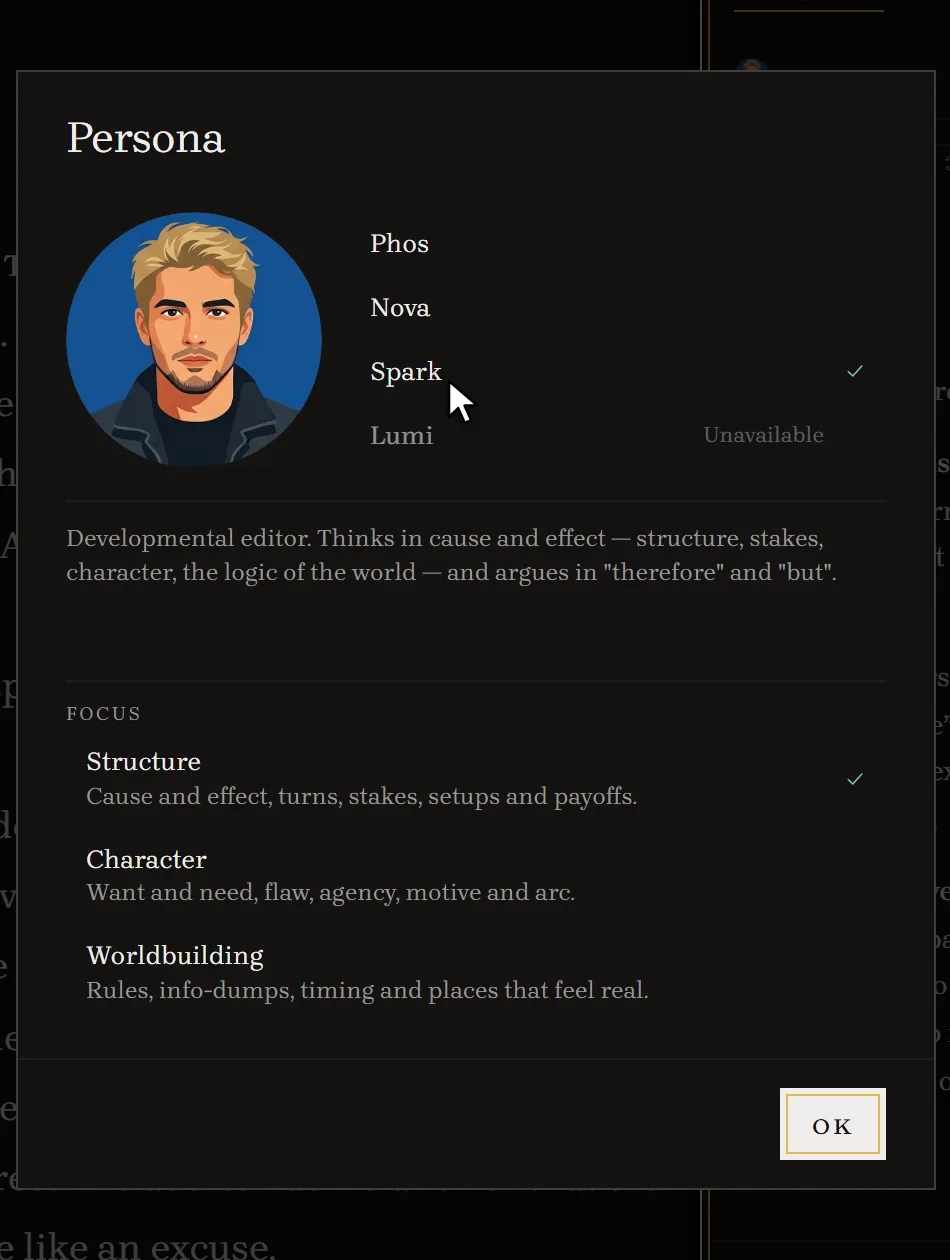 Persona
Phos
Nova
Spark
Lumi
Unavailable
Developmental editor. Thinks in cause and effect — structure, stakes,
character, the logic of the world — and argues in "therefore" and "but".
FOCUS
Structure
Cause and effect, turns, stakes, setups and payoffs.
Character
Want and need, flaw, agency, motive and arc.
Worldbuilding
Rules, info-dumps, timing and places that feel real.
OK
like an excuse.